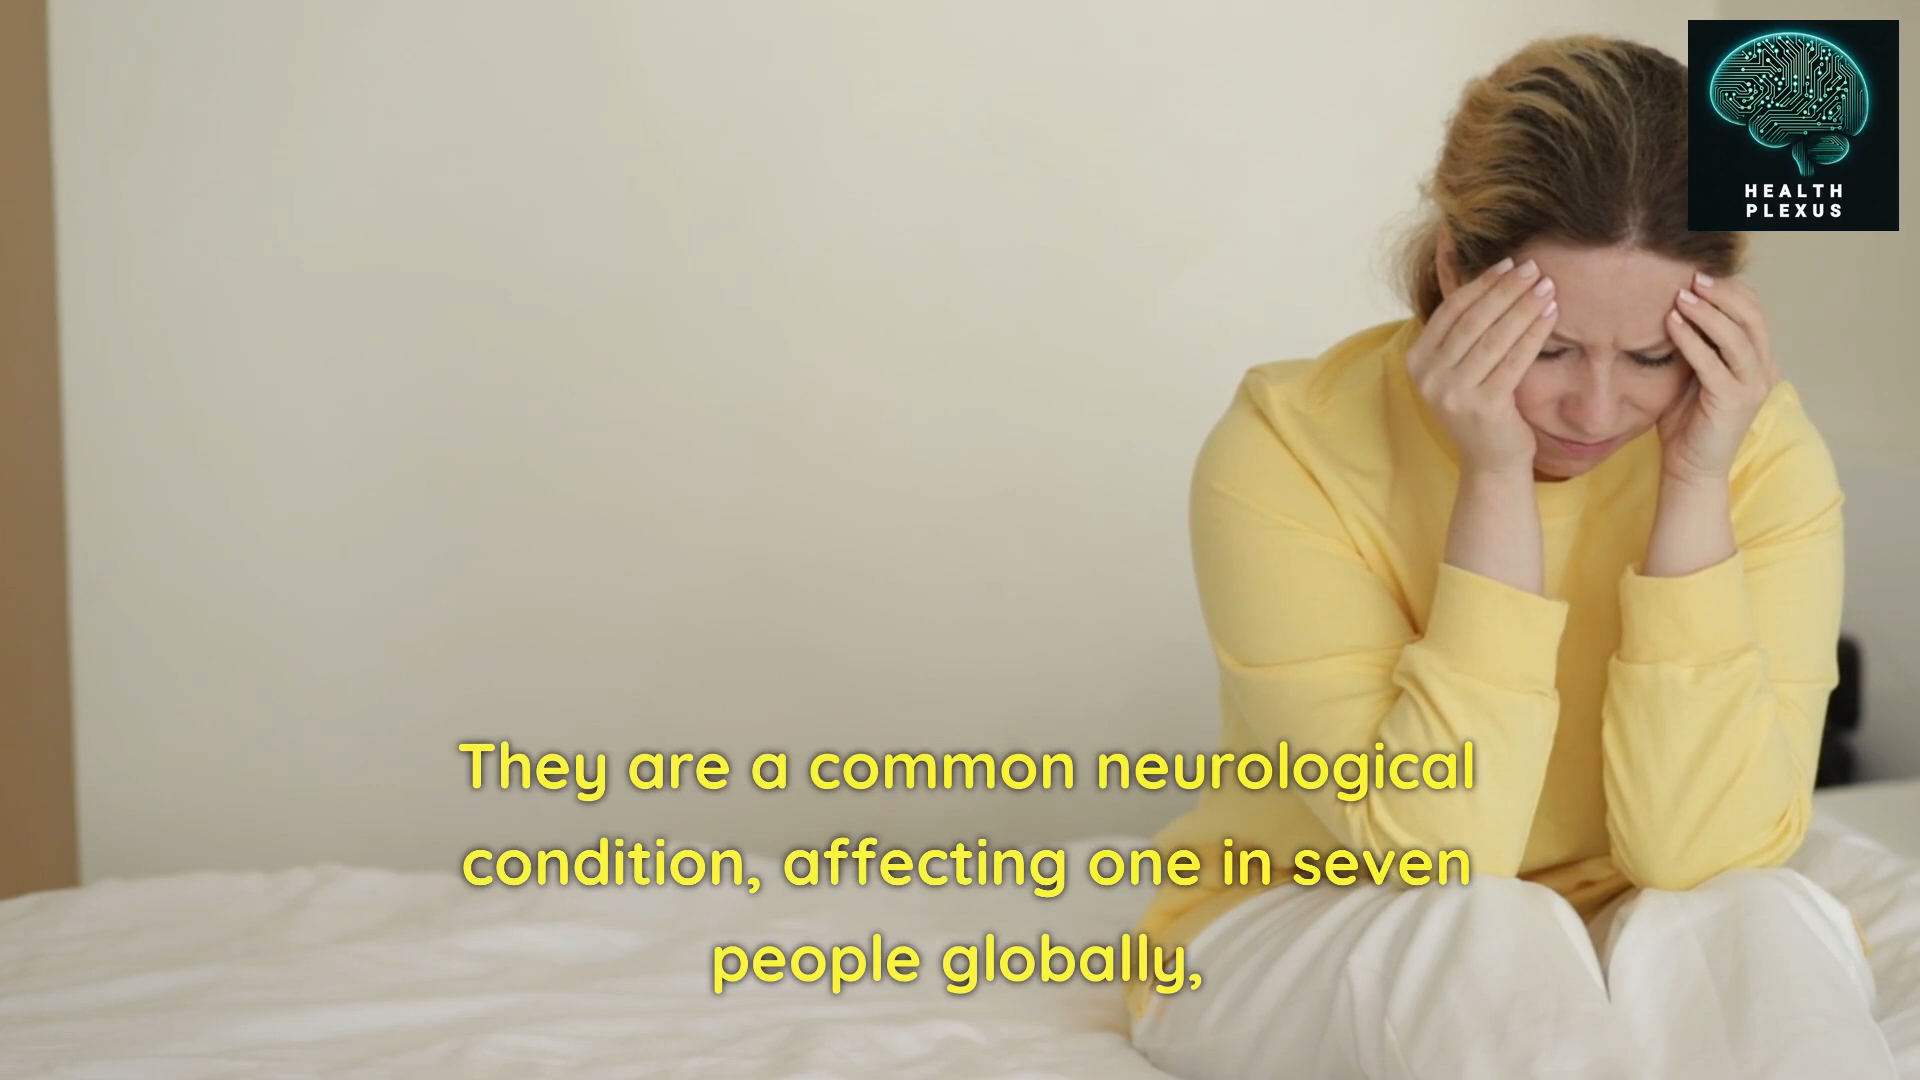 HEALTH
PLEXUS
They are a common neurological
condition, affecting one in seven
people globally,